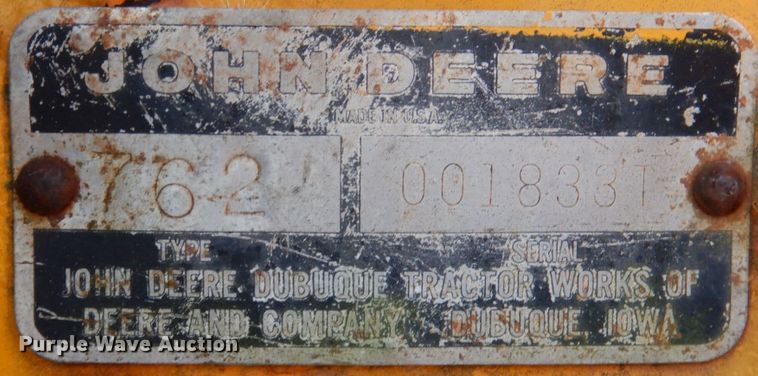 JOHN DEERE
MADE IN U.S.A.
762 001833T
TYPE SERIAL
JOHN DEERE DUBUQUE TRACTOR WORKS OF
DEERE AND COMPANY DUBUQUE IOWA
Purple Wave Auction